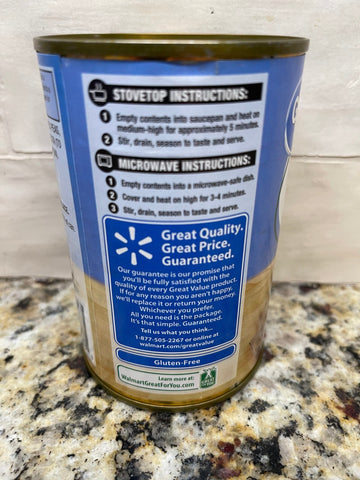 STOVETOP INSTRUCTIONS:
1 Empty contents into saucepan and heat on
medium-high for approximately 5 minutes.
2 Stir, drain, season to taste and serve.
MICROWAVE INSTRUCTIONS:
1 Empty contents into a microwave-safe dish.
2 Cover and heat on high for 3-4 minutes.
3 Stir, drain, season to taste and serve.
Great Quality.
Great Price.
Guaranteed.
Our guarantee is our promise that
you'll be fully satisfied with the
quality of every Great Value product.
If for any reason you aren't happy,
we'll replace it or return your money.
Whichever you prefer.
All you need is the package.
It's that simple. Guaranteed.
Tell us what you think...
1-877-505-2267 or online at
walmart.com/greatvalue
Gluten-Free
Learn more at:
WalmartGreatForYou.com